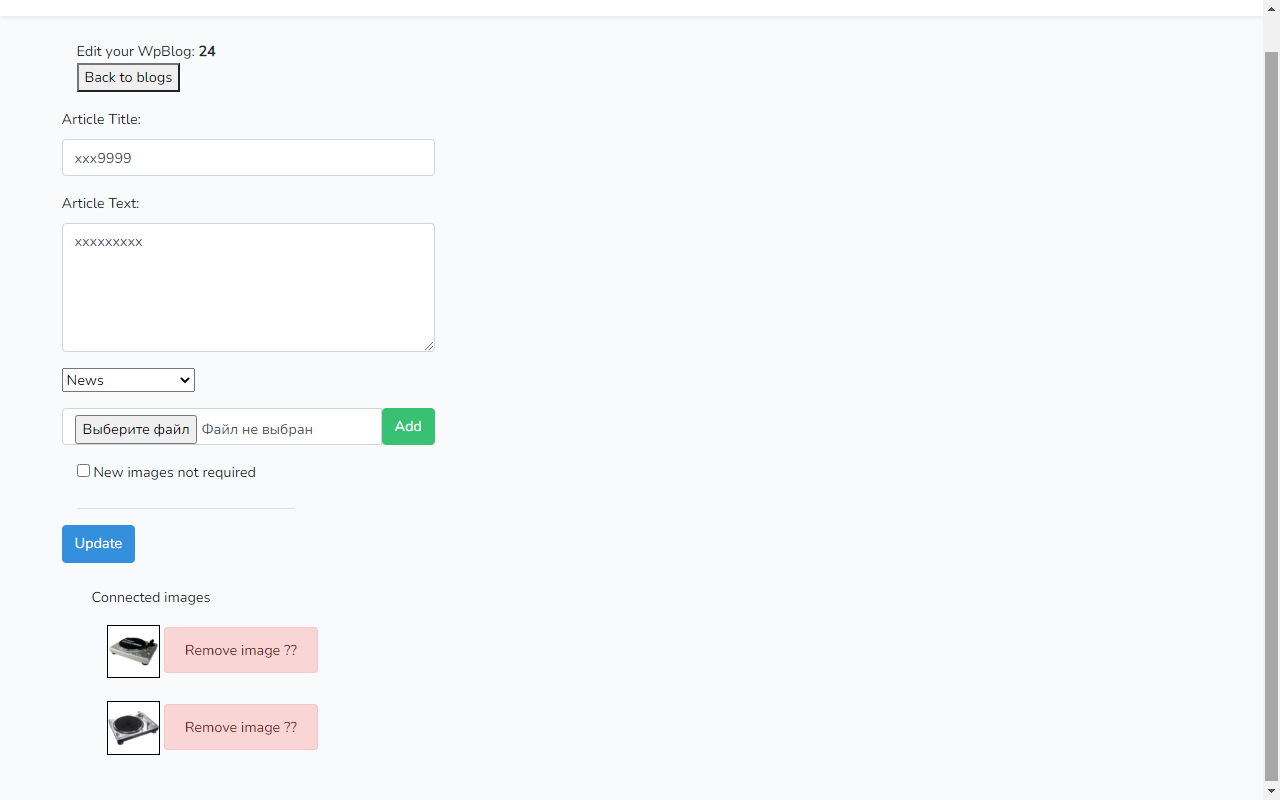 Edit your WpBlog: 24
Back to blogs
Article Title:
xxx9999
Article Text:
xxxxxxxxx
News
Выберите файл Файл не выбран Add
New images not required
Update
Connected images
Remove image ??
Remove image ??